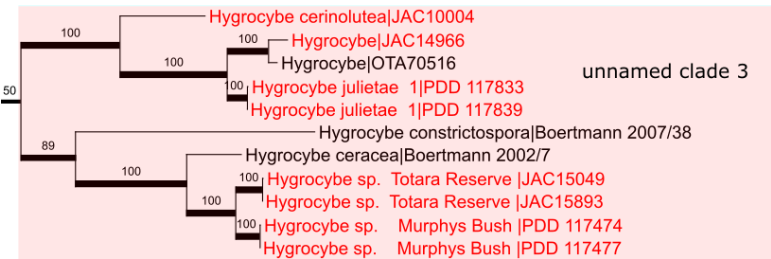 Hygrocybe cerinolutea|JAC10004
100
Hygrocybe|JAC14966
100
100
Hygrocybe|OTA70516
unnamed clade 3
100
Hygrocybe julietae 1|PDD 117833
50
Hygrocybe julietae 1|PDD 117839
Hygrocybe constrictospora|Boertmann 2007/38
89
Hygrocybe ceracea|Boertmann 2002/7
100
100
Hygrocybe sp. Totara Reserve |JAC15049
100
Hygrocybe sp. Totara Reserve |JAC15893
100
Hygrocybe sp. Murphys Bush |PDD 117474
Hygrocybe sp. Murphys Bush |PDD 117477